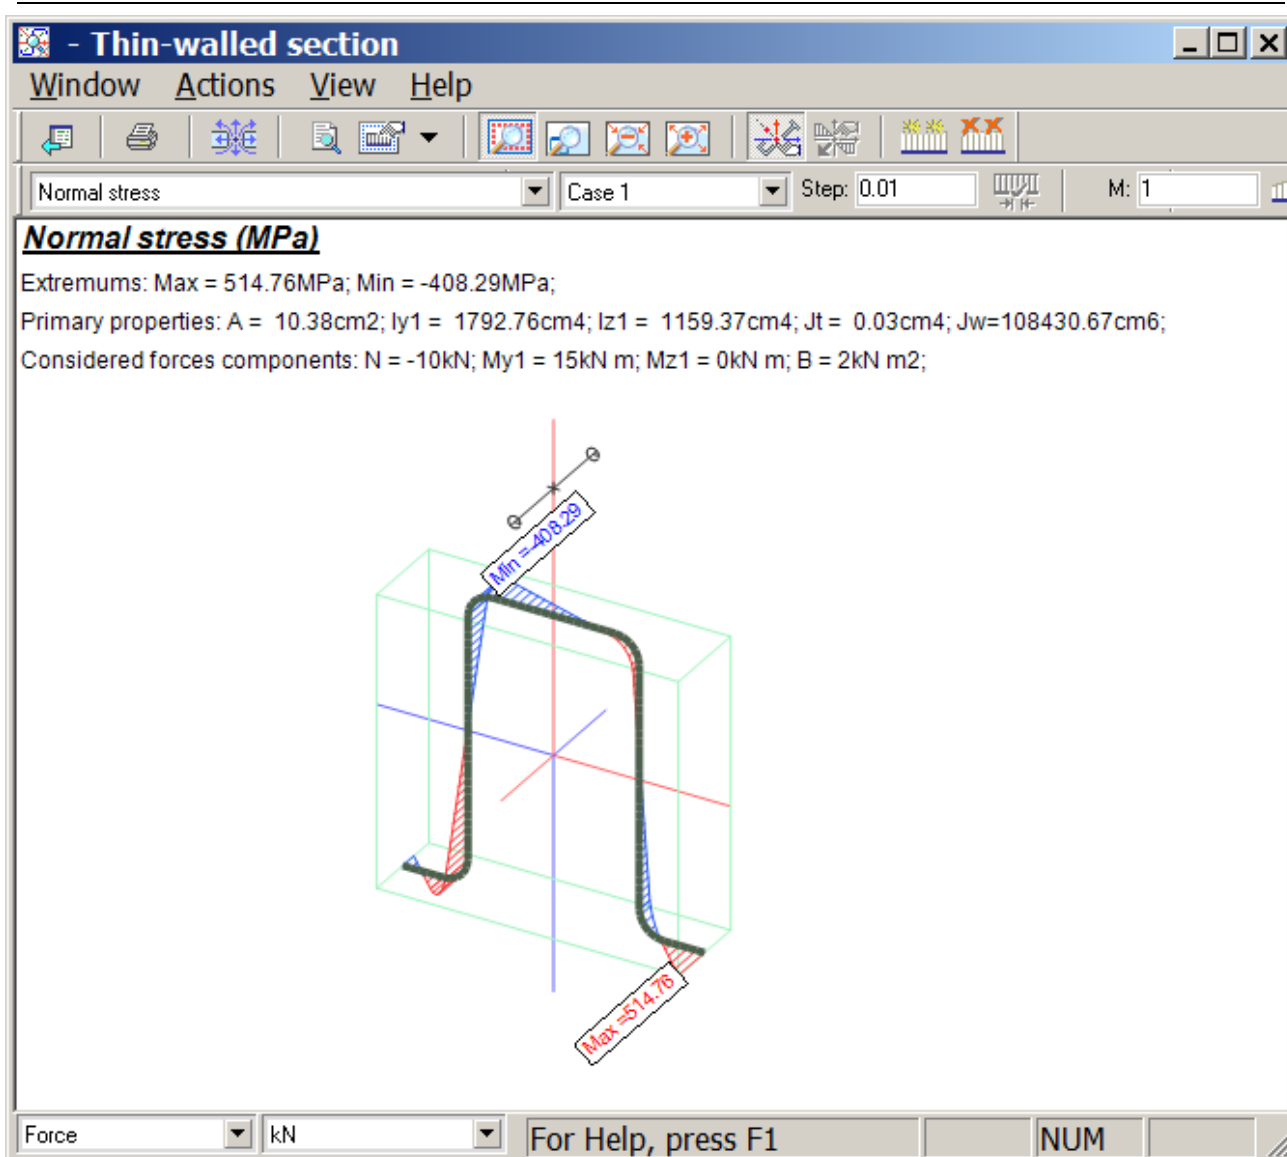 - Thin-walled section
Window Actions View Help
Normal stress Case 1 Step: 0.01 M: 1
Normal stress (MPa)
Extremums: Max = 514.76MPa; Min = -408.29MPa;
Primary properties: A = 10.38cm2; Iy1 = 1792.76cm4; Iz1 = 1159.37cm4; Jt = 0.03cm4; Jw=108430.67cm6;
Considered forces components: N = -10kN; My1 = 15kN m; Mz1 = 0kN m; B = 2kN m2;
Min =-408.29
Max =514.76
Force kN For Help, press F1 NUM